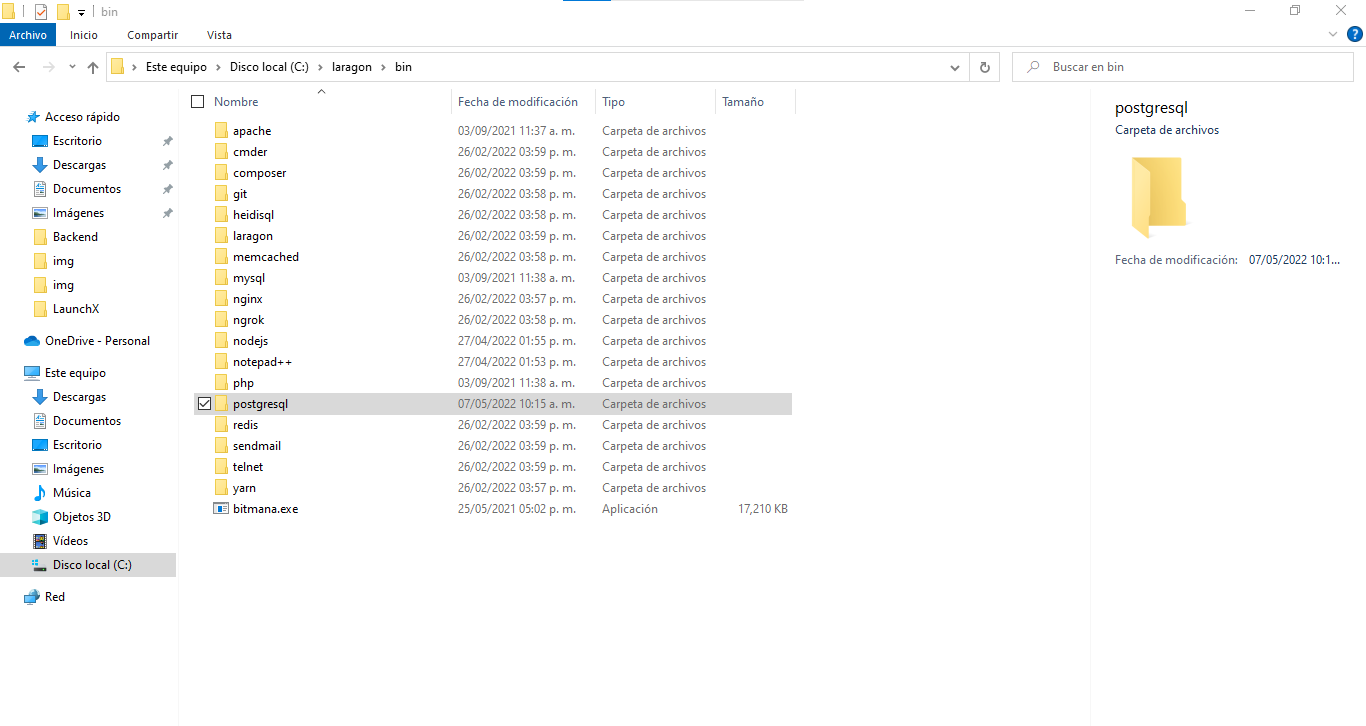 bin
Archivo Inicio Compartir Vista
Este equipo Disco local (C:) laragon bin Buscar en bin
Nombre Fecha de modificación Tipo Tamaño
Acceso rápido
Escritorio
Descargas
Documentos
Imágenes
Backend
img
img
LaunchX
OneDrive - Personal
Este equipo
Descargas
Documentos
Escritorio
Imágenes
Música
Objetos 3D
Vídeos
Disco local (C:)
Red
apache 03/09/2021 11:37 a. m. Carpeta de archivos
cmder 26/02/2022 03:59 p. m. Carpeta de archivos
composer 26/02/2022 03:59 p. m. Carpeta de archivos
git 26/02/2022 03:58 p. m. Carpeta de archivos
heidisql 26/02/2022 03:58 p. m. Carpeta de archivos
laragon 26/02/2022 03:59 p. m. Carpeta de archivos
memcached 26/02/2022 03:58 p. m. Carpeta de archivos
mysql 03/09/2021 11:38 a. m. Carpeta de archivos
nginx 26/02/2022 03:57 p. m. Carpeta de archivos
ngrok 26/02/2022 03:58 p. m. Carpeta de archivos
nodejs 27/04/2022 01:55 p. m. Carpeta de archivos
notepad++ 27/04/2022 01:53 p. m. Carpeta de archivos
php 03/09/2021 11:38 a. m. Carpeta de archivos
postgresql 07/05/2022 10:15 a. m. Carpeta de archivos
redis 26/02/2022 03:59 p. m. Carpeta de archivos
sendmail 26/02/2022 03:59 p. m. Carpeta de archivos
telnet 26/02/2022 03:59 p. m. Carpeta de archivos
yarn 26/02/2022 03:57 p. m. Carpeta de archivos
bitmana.exe 25/05/2021 05:02 p. m. Aplicación 17,210 KB
postgresql
Carpeta de archivos
Fecha de modificación: 07/05/2022 10:1...